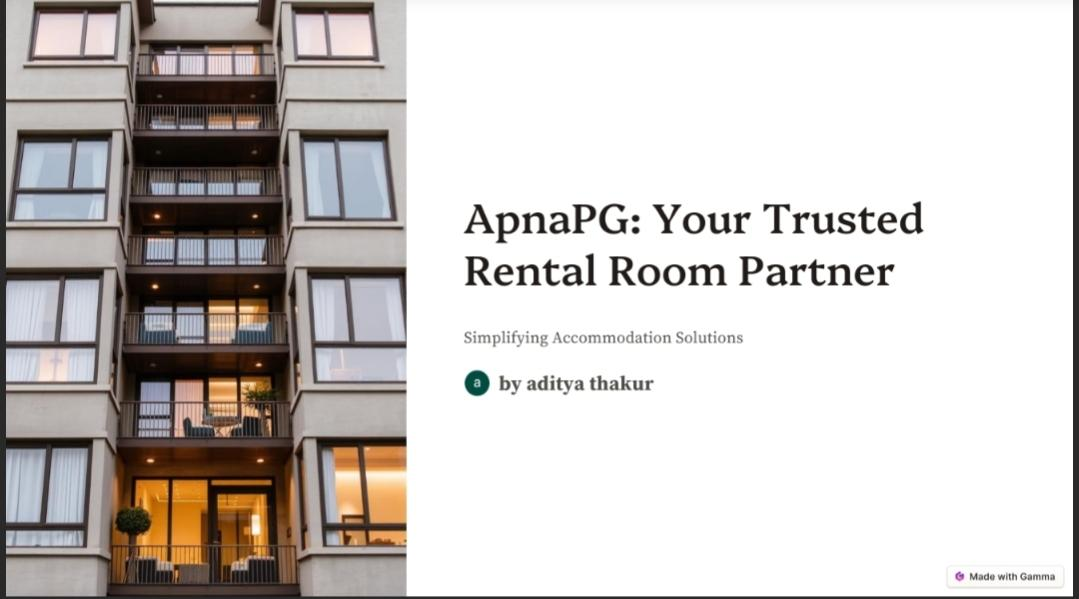 ApnaPG: Your Trusted
Rental Room Partner
Simplifying Accommodation Solutions
a by aditya thakur
Made with Gamma